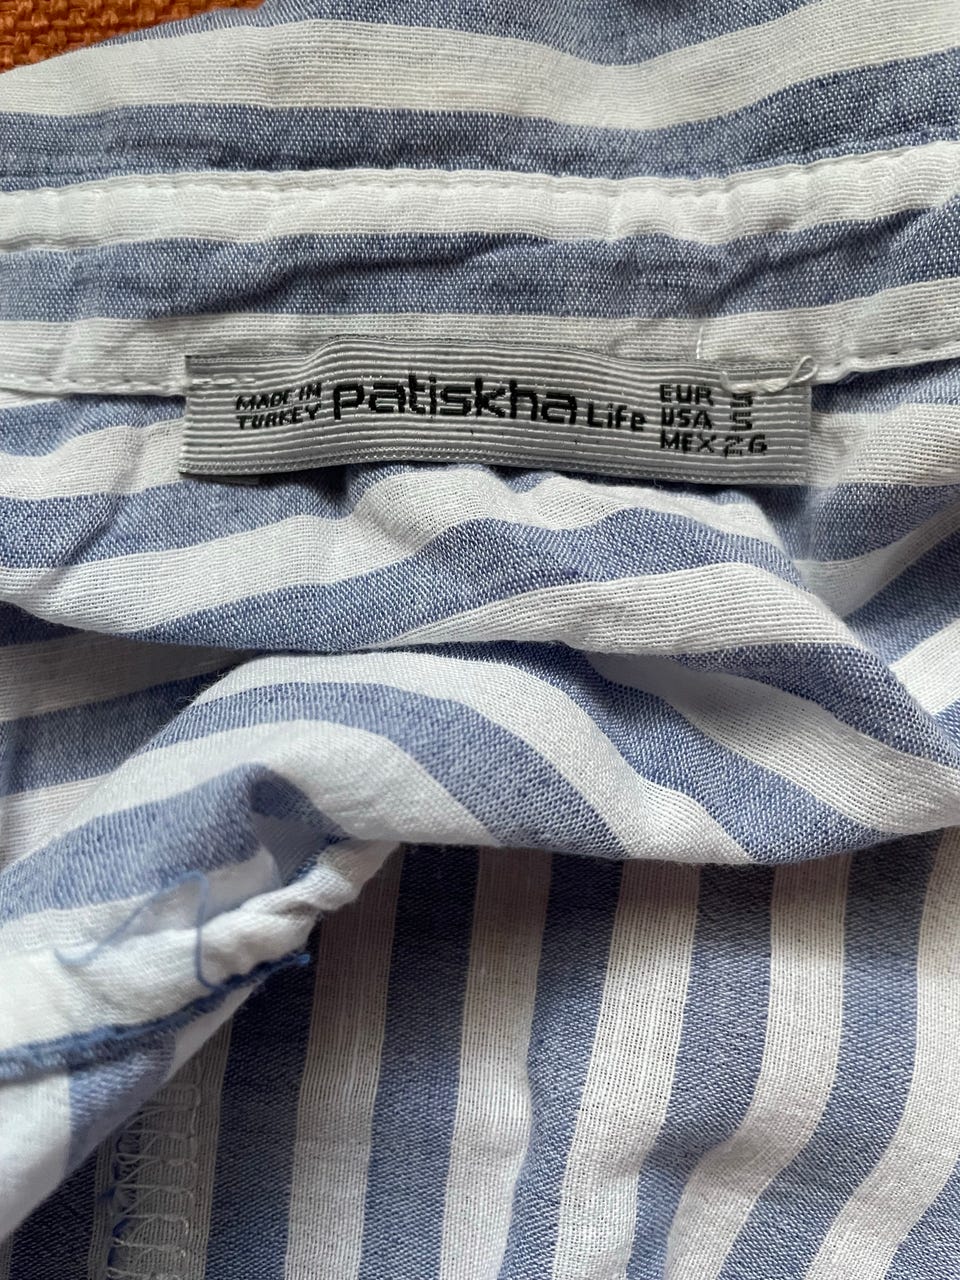 MADE IN
TURKEY
patiskha Life
EUR S
USA S
MEX 26